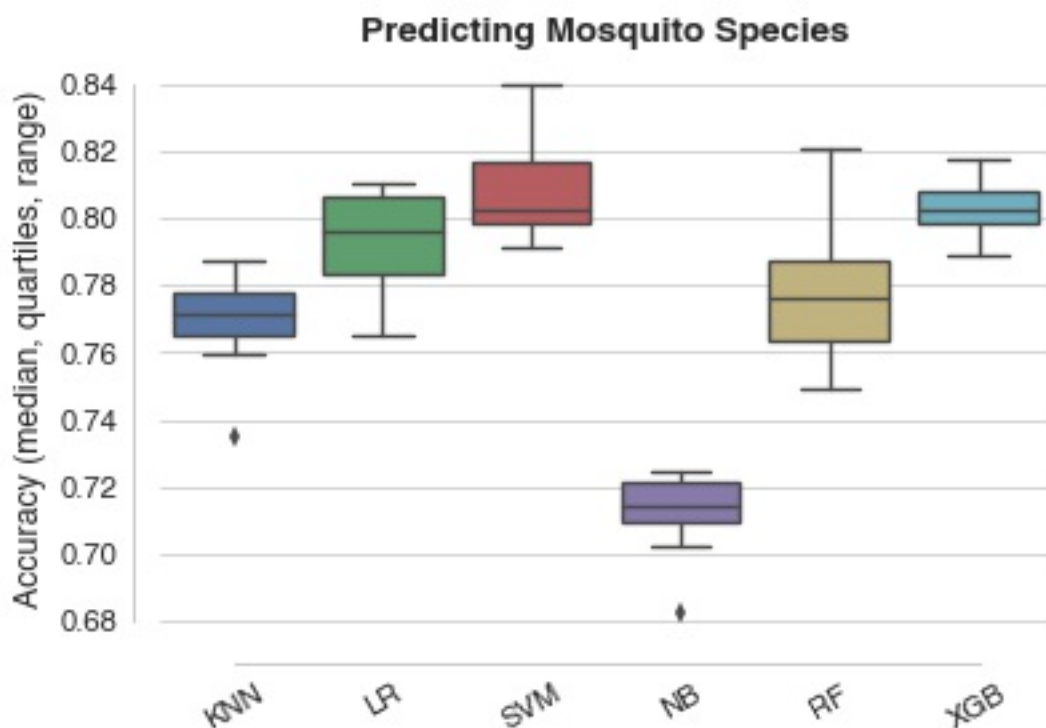 Predicting Mosquito Species
Accuracy (median, quartiles, range)
0.84
0.82
0.80
0.78
0.76
0.74
0.72
0.70
0.68
KNN
LR
SVM
NB
RF
XGB